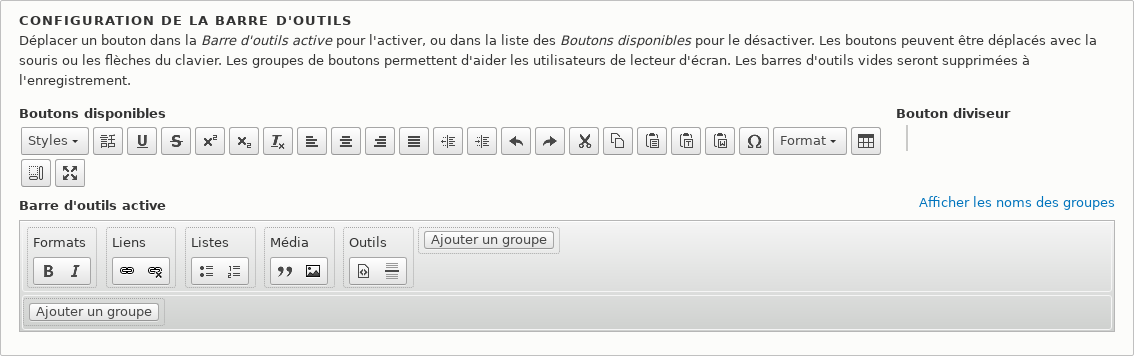 CONFIGURATION DE LA BARRE D'OUTILS
Déplacer un bouton dans la Barre d'outils active pour l'activer, ou dans la liste des Boutons disponibles pour le désactiver. Les boutons peuvent être déplacés avec la
souris ou les flèches du clavier. Les groupes de boutons permettent d'aider les utilisateurs de lecteur d'écran. Les barres d'outils vides seront supprimées à
l'enregistrement.
Boutons disponibles
Bouton diviseur
Styles U S x² x₂ Ix Ω Format
Barre d'outils active
Afficher les noms des groupes
Formats Liens Listes Média Outils Ajouter un groupe
B I
Ajouter un groupe